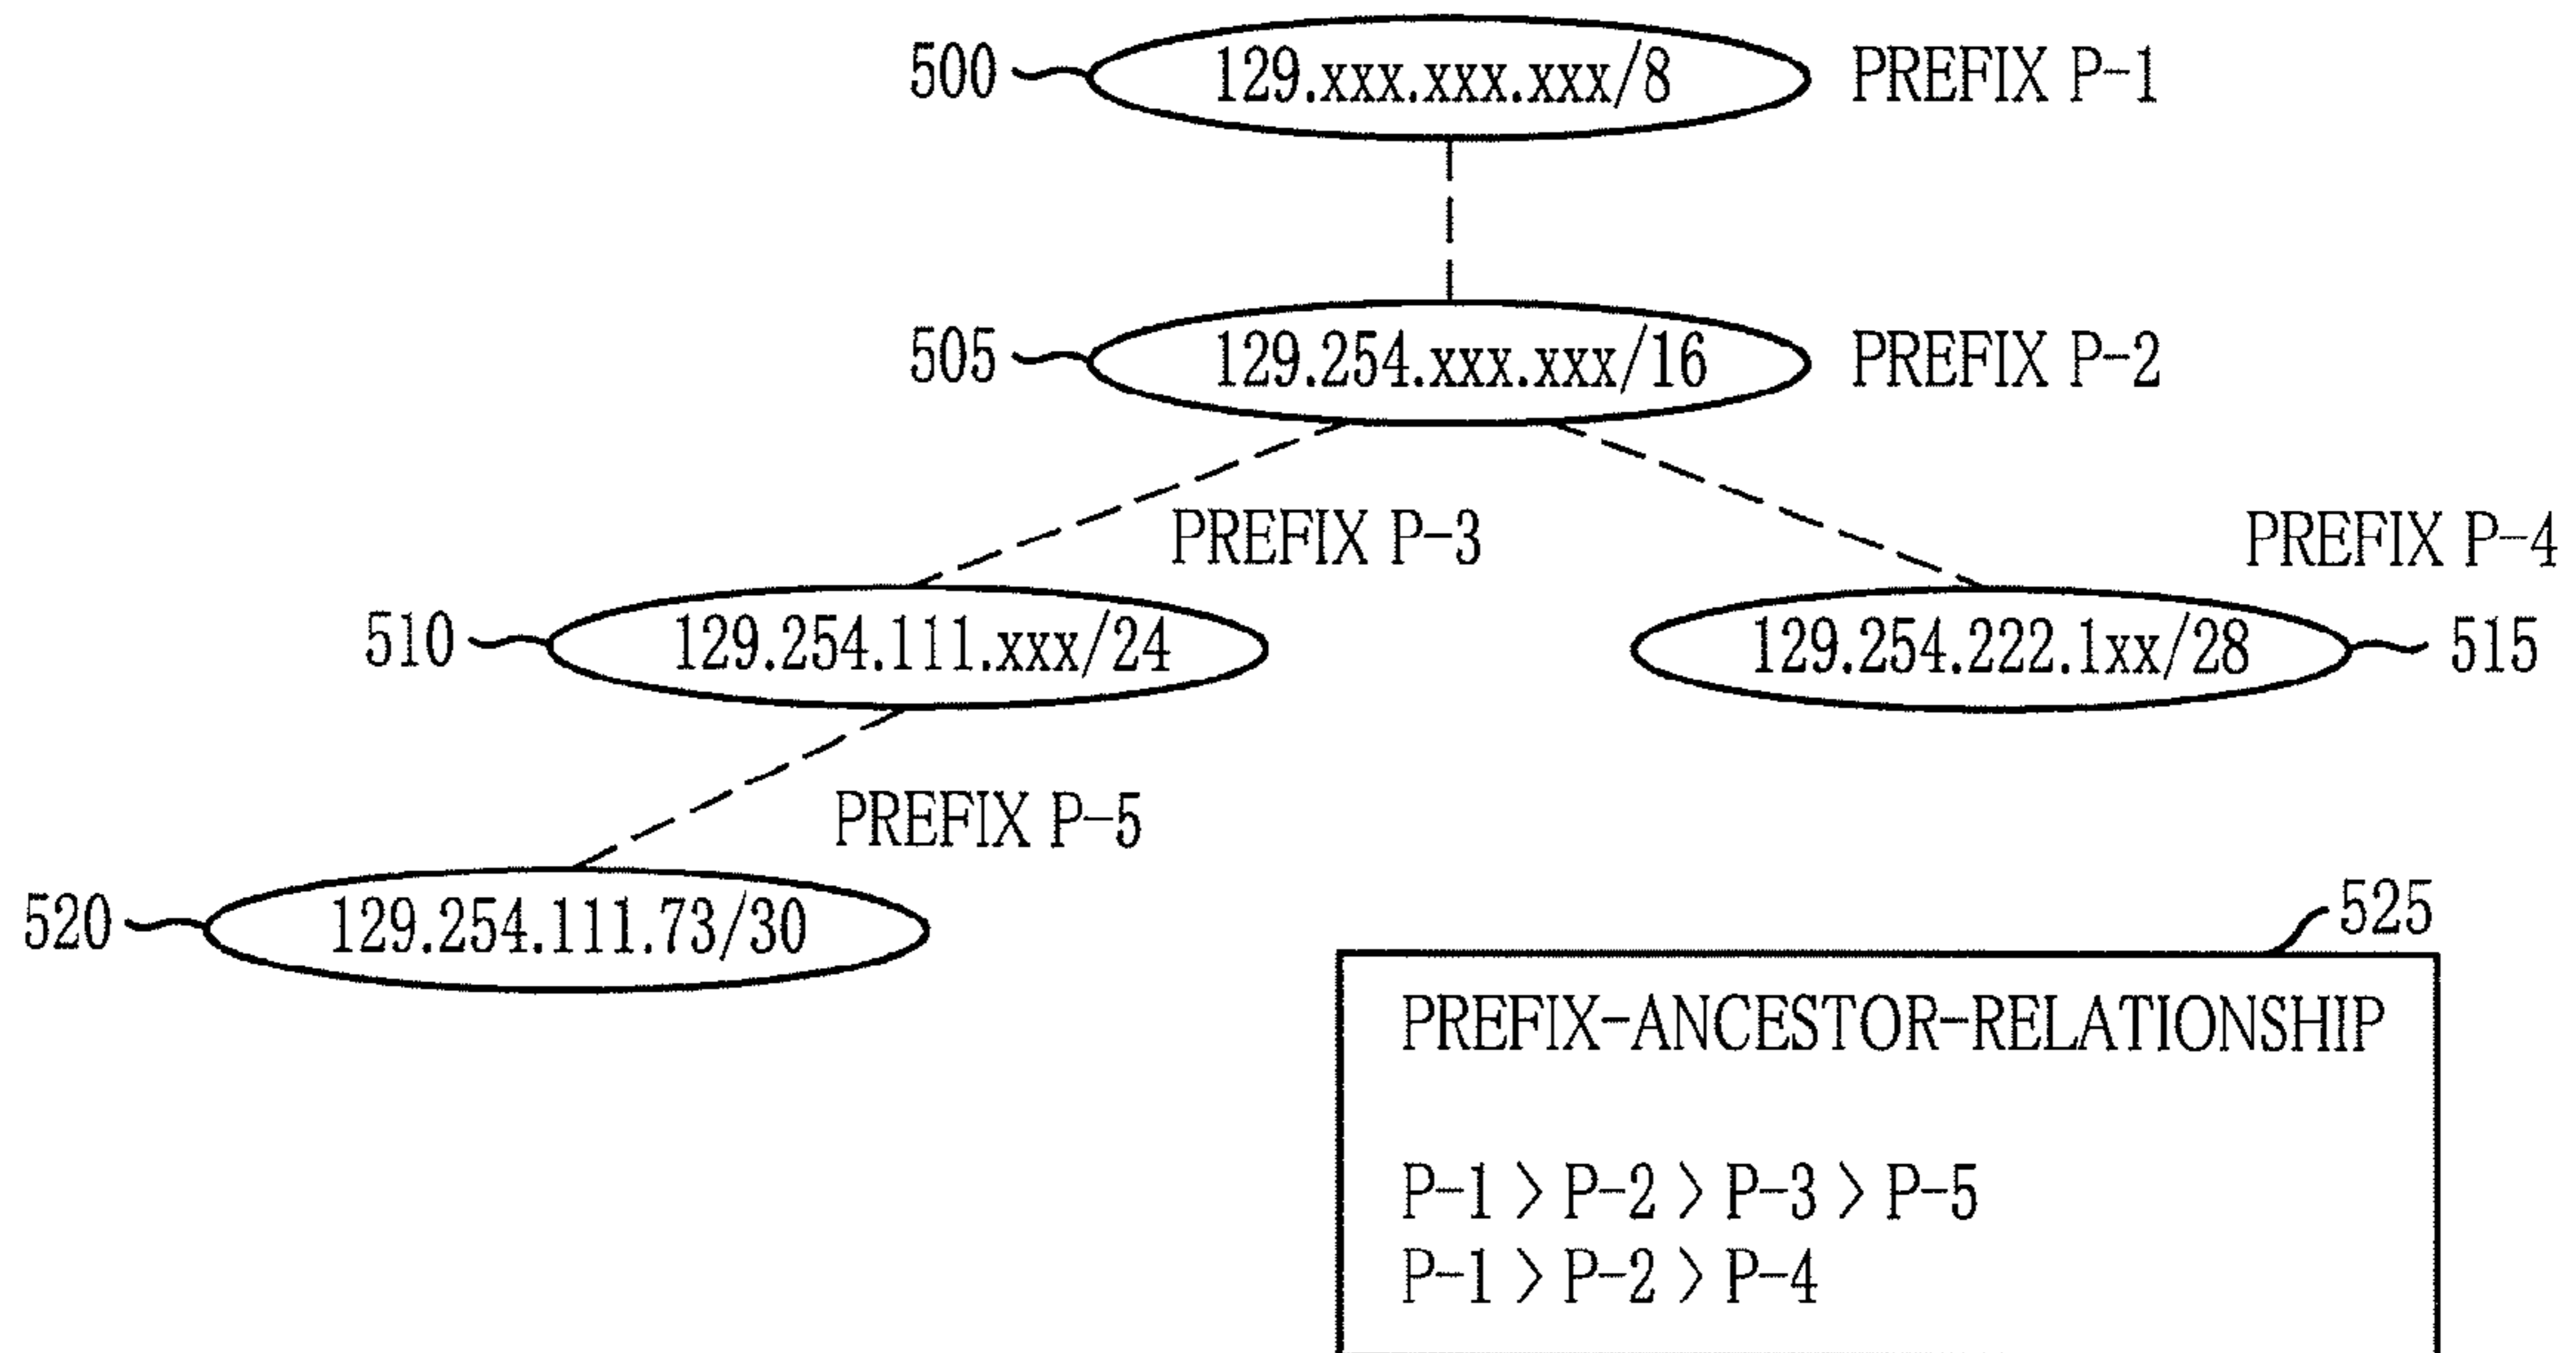 500 129.xxx.xxx.xxx/8 PREFIX P-1
505 129.254.xxx.xxx/16 PREFIX P-2
PREFIX P-3 PREFIX P-4
510 129.254.111.xxx/24 129.254.222.1xx/28 515
PREFIX P-5
520 129.254.111.73/30
525
PREFIX-ANCESTOR-RELATIONSHIP
P-1 > P-2 > P-3 > P-5
P-1 > P-2 > P-4